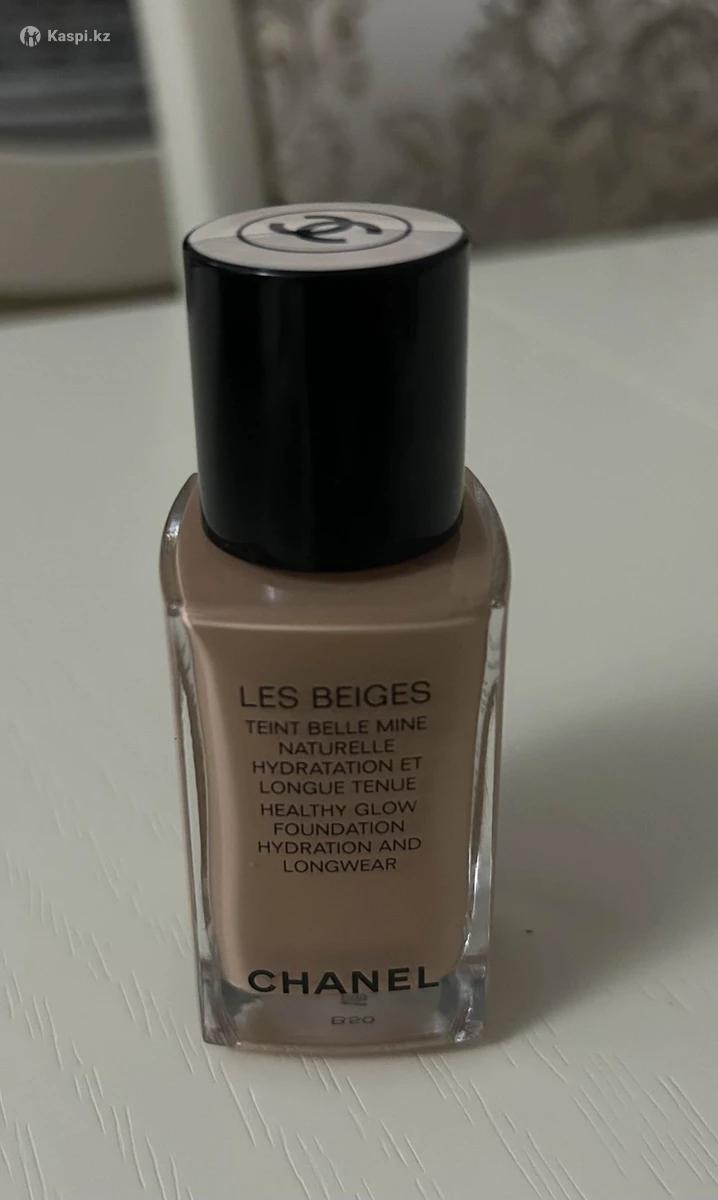 Kaspi.kz
LES BEIGES
TEINT BELLE MINE
NATURELLE
HYDRATATION ET
LONGUE TENUE
HEALTHY GLOW
FOUNDATION
HYDRATION AND
LONGWEAR
CHANEL
B20